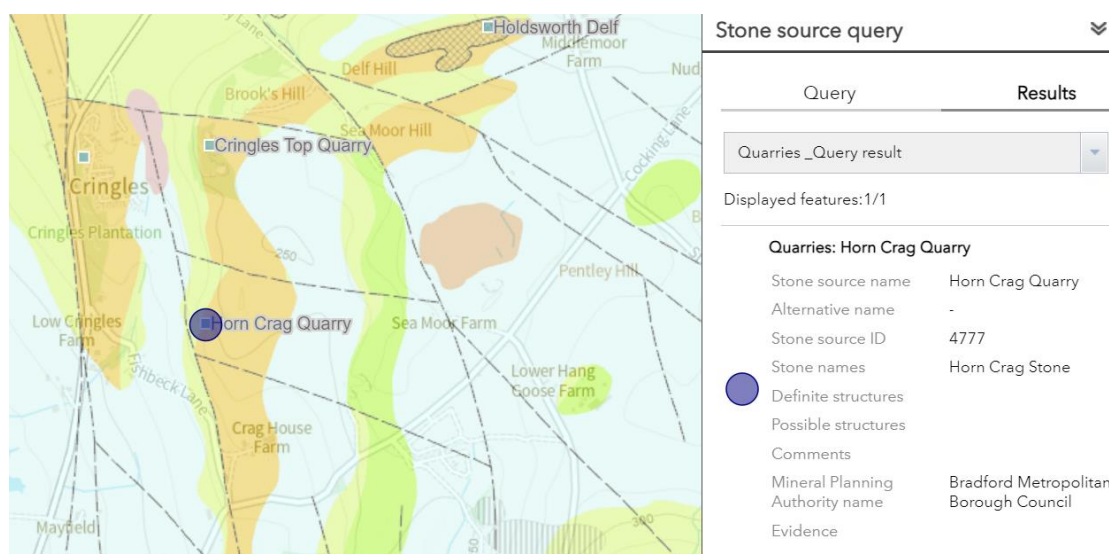 Holdsworth Delf
Middlemoor
Farm
Delf Hill
Nud
Brook's Hill
Sea Moor Hill
Cringles Top Quarry
Cocking Lane
Cringles
Cringles Plantation
250
Pentley Hill
Low Cringles
Farm
Horn Crag Quarry
Sea Moor Farm
Fishbeck Lane
Lower Hang
Goose Farm
Crag House
Farm
Mayfield
300
50
Stone source query
Query
Results
Quarries _Query result
Displayed features:1/1
Quarries: Horn Crag Quarry
Stone source name Horn Crag Quarry
Alternative name -
Stone source ID 4777
Stone names Horn Crag Stone
Definite structures
Possible structures
Comments
Mineral Planning Bradford Metropolitan
Authority name Borough Council
Evidence